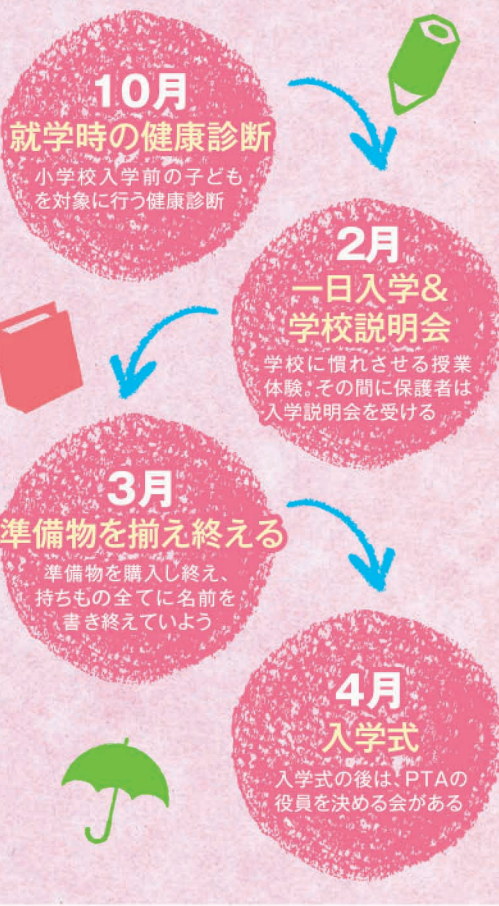 10月
就学時の健康診断
小学校入学前の子ども
を対象に行う健康診断
2月
一日入学&
学校説明会
学校に慣れさせる授業
体験。その間に保護者は
入学説明会を受ける
3月
準備物を揃え終える
準備物を購入し終え、
持ちもの全てに名前を
書き終えていよう
4月
入学式
入学式の後は、PTAの
役員を決める会がある